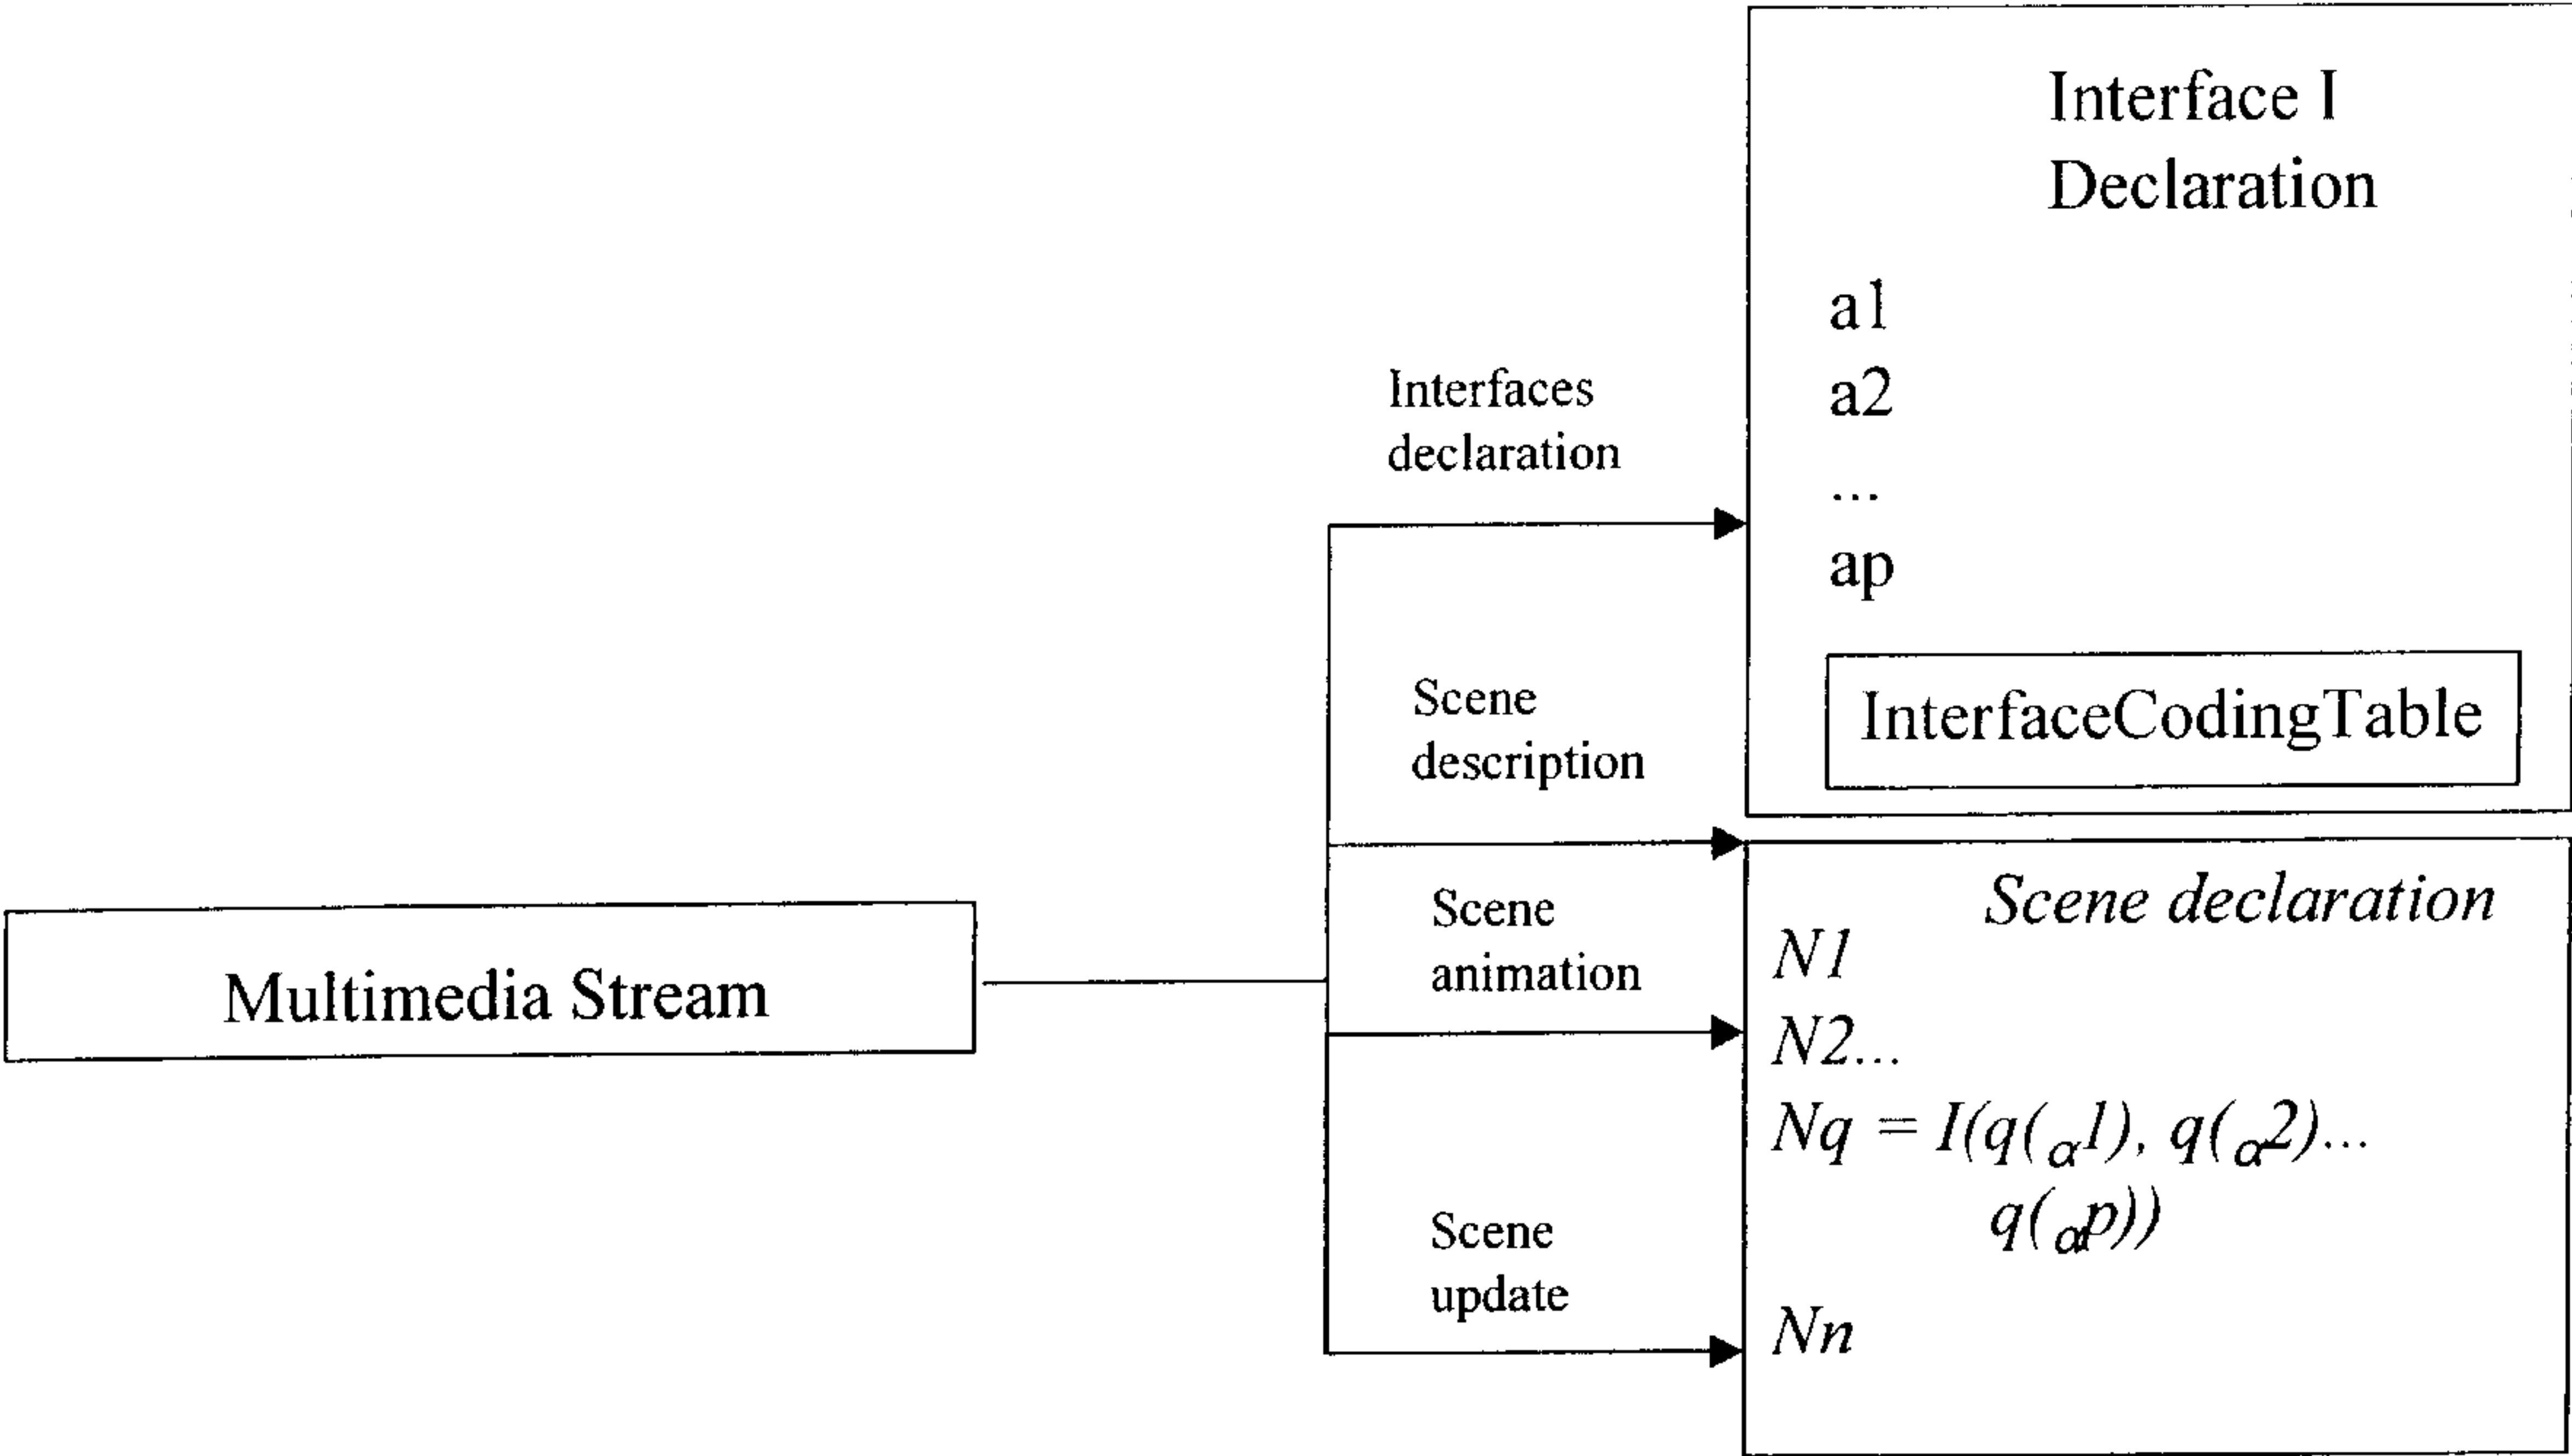 Interface I
Declaration
a1
a2
...
ap
InterfaceCodingTable
Interfaces
declaration
Scene
description
Scene
animation
Scene
update
Multimedia Stream
Scene declaration
N1
N2...
Nq = I(q(α1), q(α2)...
q(αp))
Nn